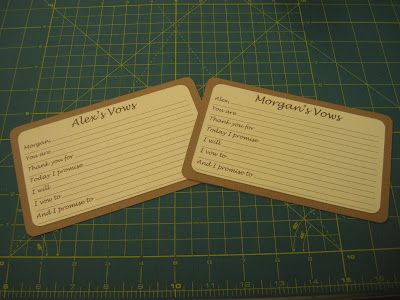 Alex's Vows
Morgan,
You are
Thank you for
Today I promise
I will
I vow to
And I promise to
Morgan's Vows
Alex,
You are
Thank you for
Today I promise
I will
I vow to
And I promise to